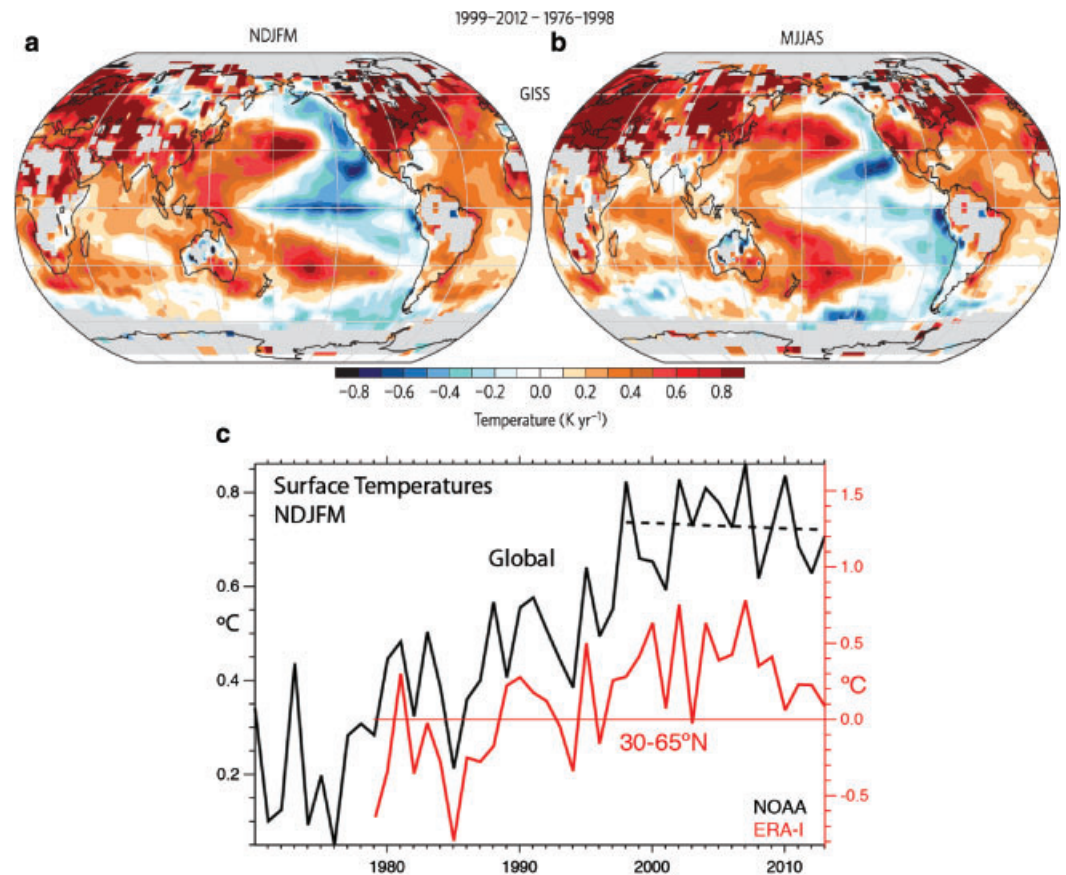 1999–2012 – 1976–1998
a
NDJFM
b
MJJAS
GISS
−0.8 −0.6 −0.4 −0.2 0.0 0.2 0.4 0.6 0.8
Temperature (K yr⁻¹)
c
Surface Temperatures
NDJFM
Global
0.8
0.6
ºC
0.4
0.2
1.5
1.0
0.5
ºC
0.0
-0.5
30-65ºN
NOAA
ERA-I
1980 1990 2000 2010